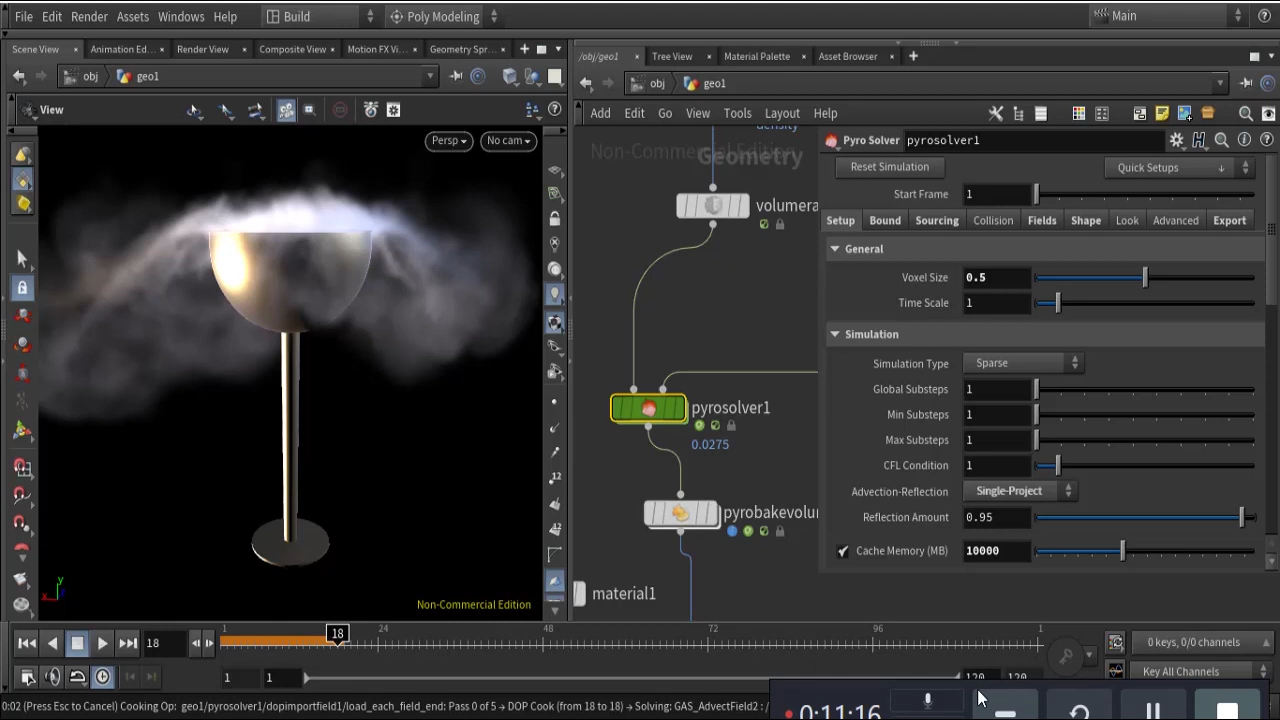 File Edit Render Assets Windows Help Build Poly Modeling Main
Scene View Animation Ed... Render View Composite View Motion FX Vi... Geometry Spr...
/obj/geo1 Tree View Material Palette Asset Browser
obj geo1
obj geo1
View
Add Edit Go View Tools Layout Help
Persp No cam
density
Non-Commercial Edition
Geometry
Pyro Solver pyrosolver1
Reset Simulation Quick Setups
Start Frame 1
volumera
Setup Bound Sourcing Collision Fields Shape Look Advanced Export
General
Voxel Size 0.5
Time Scale 1
Simulation
Simulation Type Sparse
Global Substeps 1
Min Substeps 1
Max Substeps 1
CFL Condition 1
Advection-Reflection Single-Project
Reflection Amount 0.95
Cache Memory (MB) 10000
pyrosolver1
0.0275
pyrobakevolu
material1
y
x
Non-Commercial Edition
18
1 18 24 48 72 96 1
0 keys, 0/0 channels
1 1 120 120
Key All Channels
0:02 (Press Esc to Cancel) Cooking Op: geo1/pyrosolver1/dopimportfield1/load_each_field_end: Pass 0 of 5 → DOP Cook (from 18 to 18) → Solving: GAS_AdvectField2 : /
0:11:16